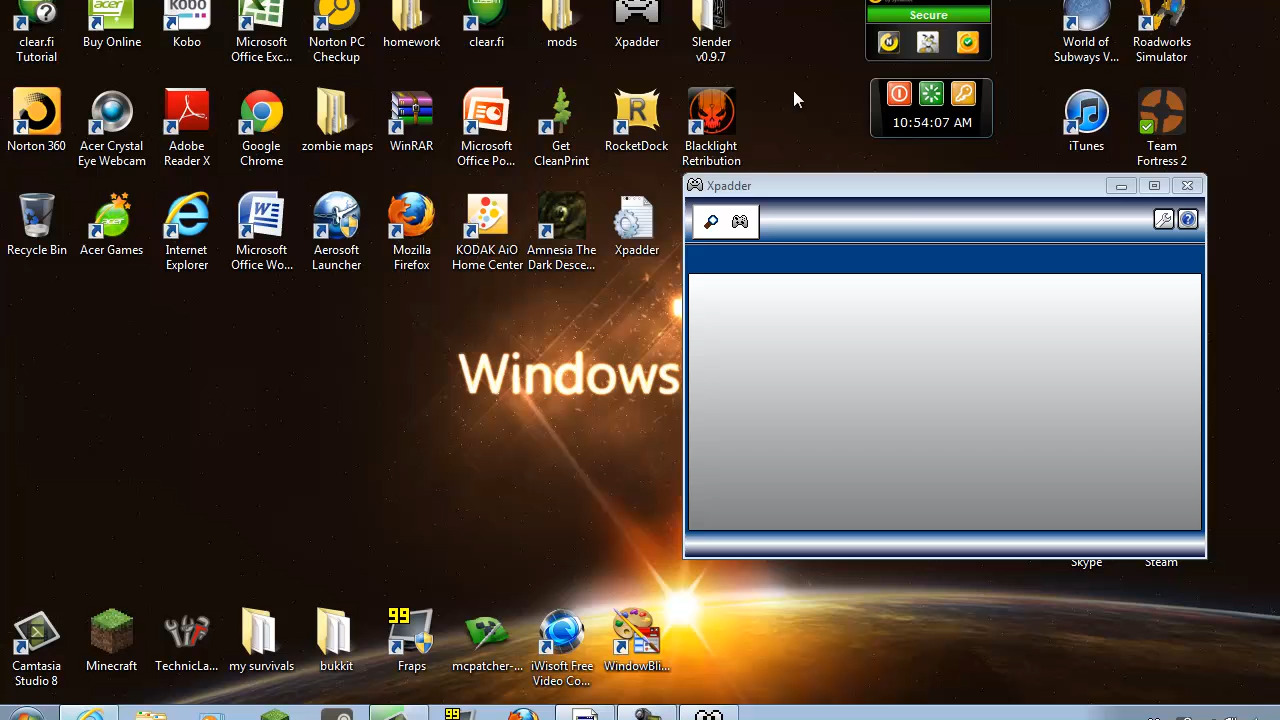 Secure
clear.fi
Tutorial
Buy Online
Kobo
Kobo
Microsoft
Office Exc...
Norton PC
Checkup
homework
clear.fi
mods
Xpadder
Slender
v0.9.7
World of
Subways V...
Roadworks
Simulator
10:54:07 AM
Norton 360
Acer Crystal
Eye Webcam
Adobe
Reader X
Google
Chrome
zombie maps
WinRAR
Microsoft
Office Po...
Get
CleanPrint
RocketDock
Blacklight
Retribution
iTunes
Team
Fortress 2
Xpadder
Recycle Bin
acer
Acer Games
Internet
Explorer
Microsoft
Office Wo...
Aerosoft
Launcher
Mozilla
Firefox
KODAK AiO
Home Center
Amnesia The
Dark Desce...
Xpadder
Windows
Skype
Steam
99
Camtasia
Studio 8
Minecraft
TechnicLa...
my survivals
bukkit
Fraps
mcpatcher-...
iWisoft Free
Video Co...
WindowBli...
99